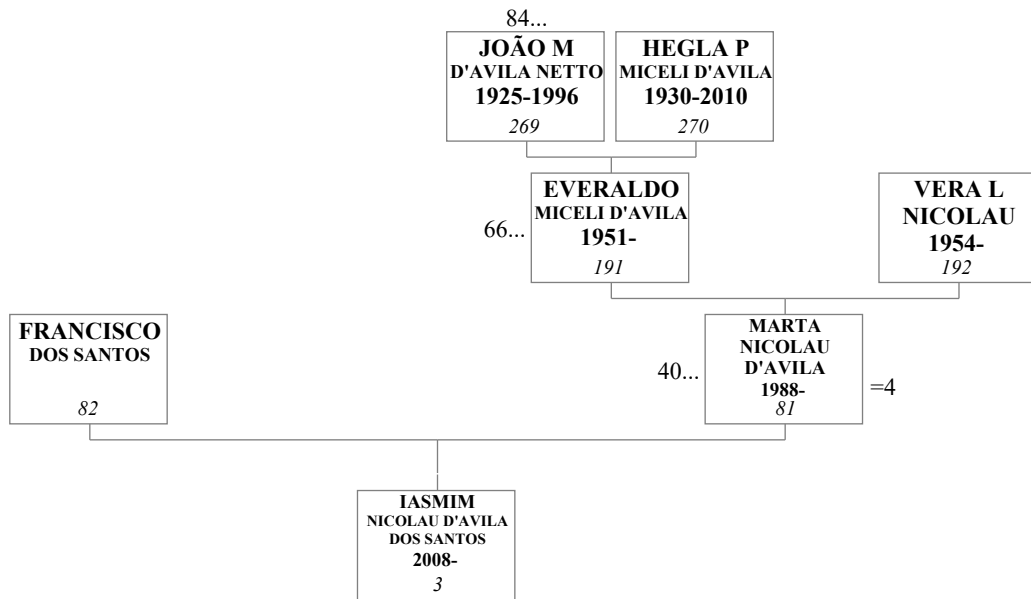 84...
JOÃO M
D'AVILA NETTO
1925-1996
269
HEGLA P
MICELI D'AVILA
1930-2010
270
66...
EVERALDO
MICELI D'AVILA
1951-
191
VERA L
NICOLAU
1954-
192
FRANCISCO
DOS SANTOS
82
40...
MARTA
NICOLAU
D'AVILA
1988-
81
=4
IASMIM
NICOLAU D'AVILA
DOS SANTOS
2008-
3